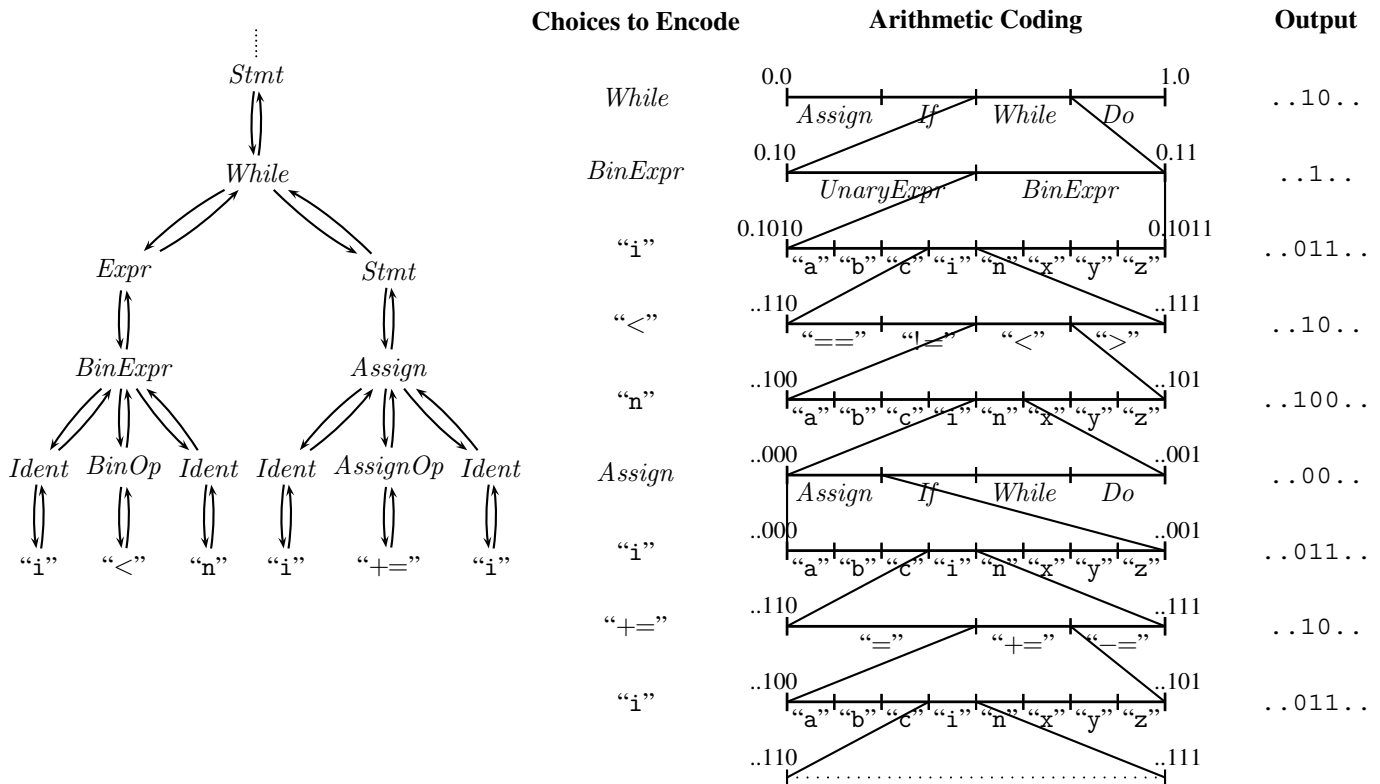 Choices to Encode Arithmetic Coding Output
Stmt
While
Expr Stmt
BinExpr Assign
Ident BinOp Ident Ident AssignOp Ident
“i” “<” “n” “i” “+=” “i”
0.0 1.0
While ..10..
Assign If While Do
0.10 0.11
BinExpr ..1..
UnaryExpr BinExpr
0.1010 0.1011
“i” ..011..
“a” “b” “c” “i” “n” “x” “y” “z”
..110 ..111
“<” ..10..
“==” “!=” “<” “>”
..100 ..101
“n” ..100..
“a” “b” “c” “i” “n” “x” “y” “z”
..000 ..001
Assign ..00..
Assign If While Do
..000 ..001
“i” ..011..
“a” “b” “c” “i” “n” “x” “y” “z”
..110 ..111
“+=” ..10..
“=” “+=” “−=”
..100 ..101
“i” ..011..
“a” “b” “c” “i” “n” “x” “y” “z”
..110 ..111